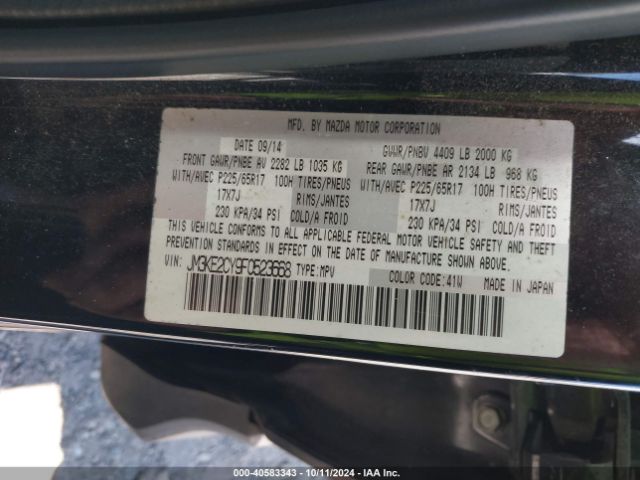 MFD. BY MAZDA MOTOR CORPORATION
DATE 09/14 GVWR/PNBV 4409 LB 2000 KG
FRONT GAWR/PNBE AV 2282 LB 1035 KG REAR GAWR/PNBE AR 2134 LB 968 KG
WITH/AVEC P225/65R17 100H TIRES/PNEUS WITH/AVEC P225/65R17 100H TIRES/PNEUS
17X7J RIMS/JANTES 17X7J RIMS/JANTES
230 KPA/34 PSI COLD/A FROID 230 KPA/34 PSI COLD/A FROID
THIS VEHICLE CONFORMS TO ALL APPLICABLE FEDERAL MOTOR VEHICLE SAFETY AND THEFT
PREVENTION STANDARDS IN EFFECT ON THE DATE OF MANUFACTURE SHOWN ABOVE.
VIN: JM3KE2CY9F0523668 TYPE: MPV
COLOR CODE:41W MADE IN JAPAN
000-40583343 - 10/11/2024 - IAA Inc.